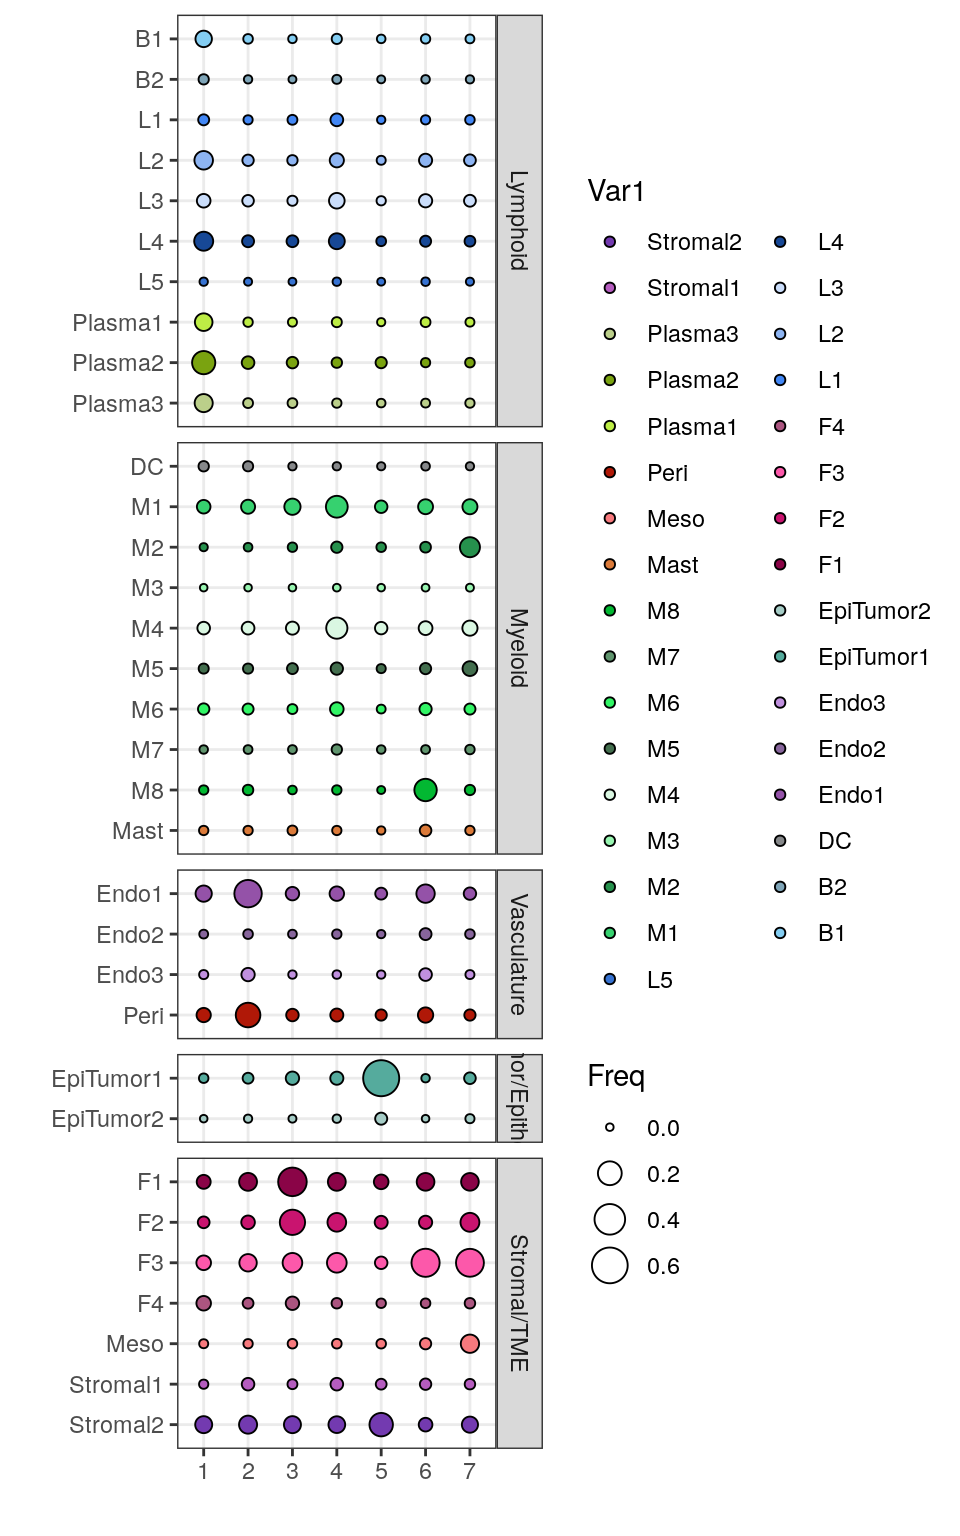 B1
B2
L1
L2
L3
L4
L5
Plasma1
Plasma2
Plasma3
Lymphoid
DC
M1
M2
M3
M4
M5
M6
M7
M8
Mast
Myeloid
Endo1
Endo2
Endo3
Peri
Vasculature
EpiTumor1
EpiTumor2
or/Epith
F1
F2
F3
F4
Meso
Stromal1
Stromal2
Stromal/TME
1 2 3 4 5 6 7
Var1
Stromal2 L4
Stromal1 L3
Plasma3 L2
Plasma2 L1
Plasma1 F4
Peri F3
Meso F2
Mast F1
M8 EpiTumor2
M7 EpiTumor1
M6 Endo3
M5 Endo2
M4 Endo1
M3 DC
M2 B2
M1 B1
L5
Freq
0.0
0.2
0.4
0.6